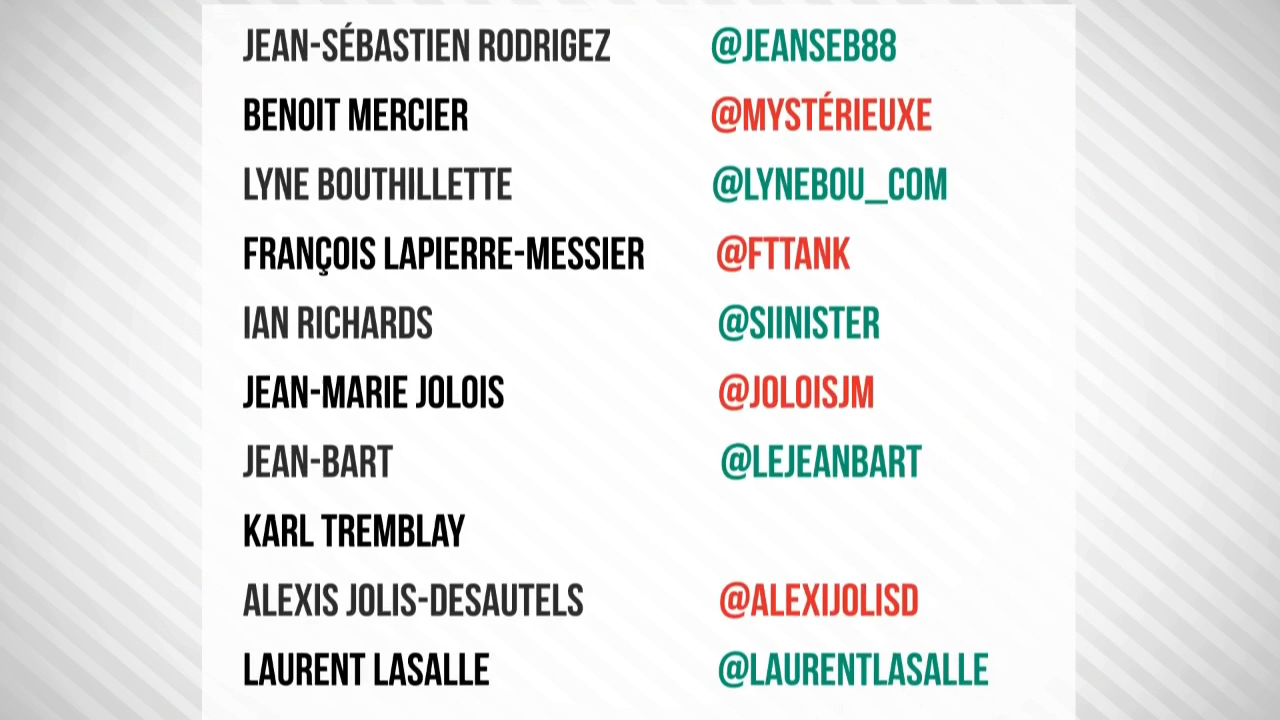 JEAN-SÉBASTIEN RODRIGEZ @JEANSEB88
BENOIT MERCIER @MYSTÉRIEUXE
LYNE BOUTHILLETTE @LYNEBOU_COM
FRANÇOIS LAPIERRE-MESSIER @FTTANK
IAN RICHARDS @SIINISTER
JEAN-MARIE JOLOIS @JOLOISJM
JEAN-BART @LEJEANBART
KARL TREMBLAY
ALEXIS JOLIS-DESAUTELS @ALEXIJOLISD
LAURENT LASALLE @LAURENTLASALLE